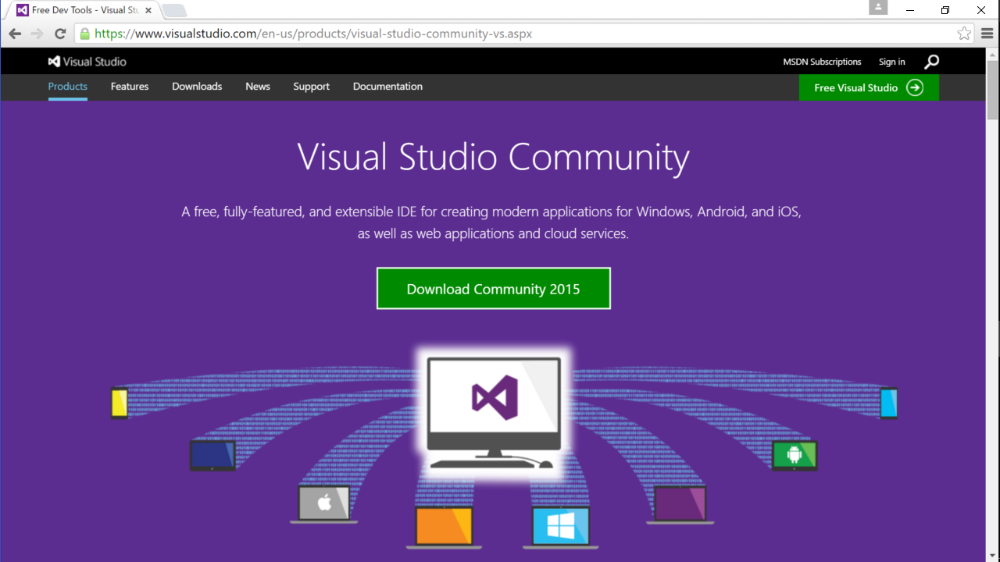 Free Dev Tools - Visual Stu
https://www.visualstudio.com/en-us/products/visual-studio-community-vs.aspx
Visual Studio
MSDN Subscriptions
Sign in
Products
Features
Downloads
News
Support
Documentation
Free Visual Studio
Visual Studio Community
A free, fully-featured, and extensible IDE for creating modern applications for Windows, Android, and iOS,
as well as web applications and cloud services.
Download Community 2015